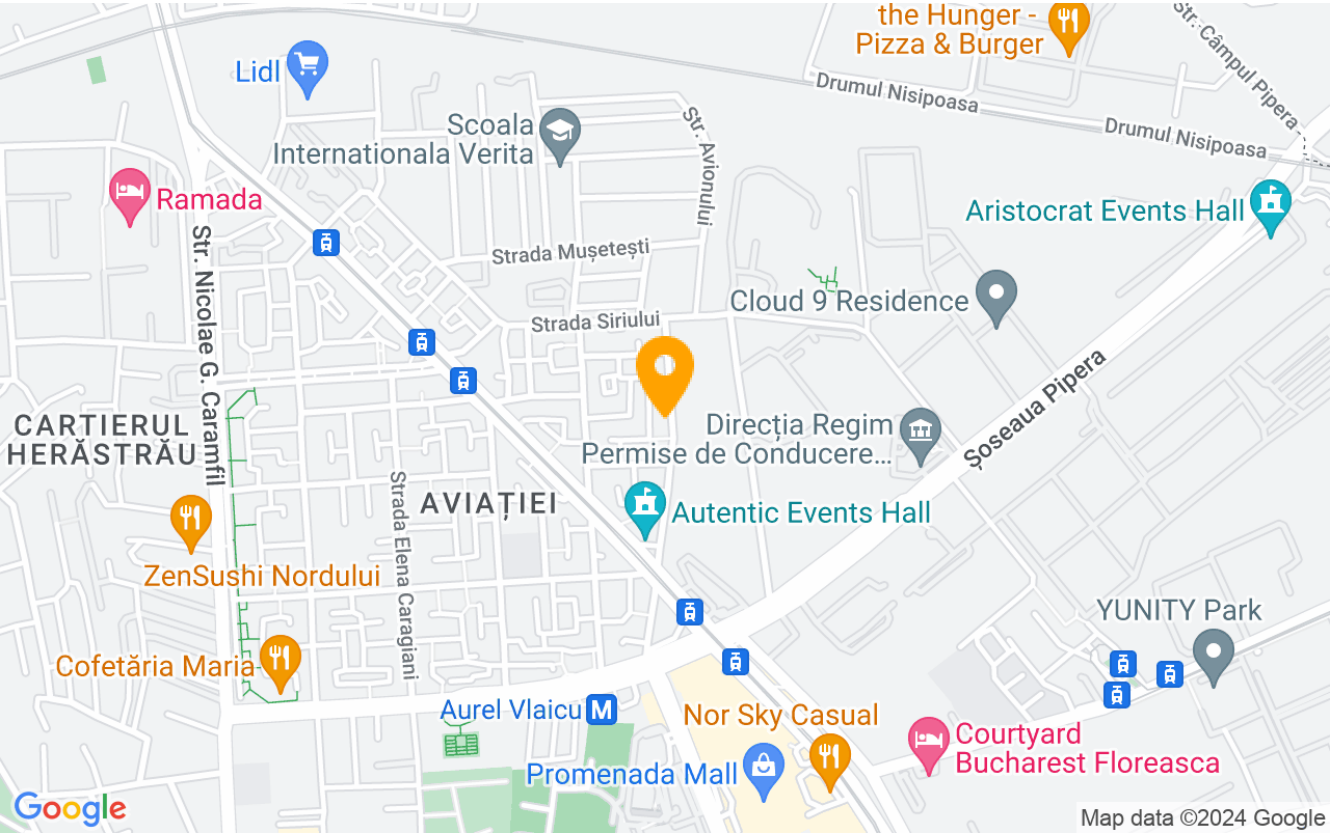 the Hunger -
Pizza & Burger
Str. Câmpul Pipera
Lidl
Drumul Nisipoasa
Drumul Nisipoasa
Scoala
Internationala Verita
Str. Avionului
Ramada
Aristocrat Events Hall
Str. Nicolae G. Caramfil
Strada Mușetești
Cloud 9 Residence
Strada Siriului
Șoseaua Pipera
CARTIERUL
HERĂSTRĂU
Direcția Regim
Permise de Conducere...
AVIAȚIEI
Strada Elena Caragiani
Autentic Events Hall
ZenSushi Nordului
YUNITY Park
Cofetăria Maria
Aurel Vlaicu M
Nor Sky Casual
Courtyard
Bucharest Floreasca
Promenada Mall
Google
Map data ©2024 Google